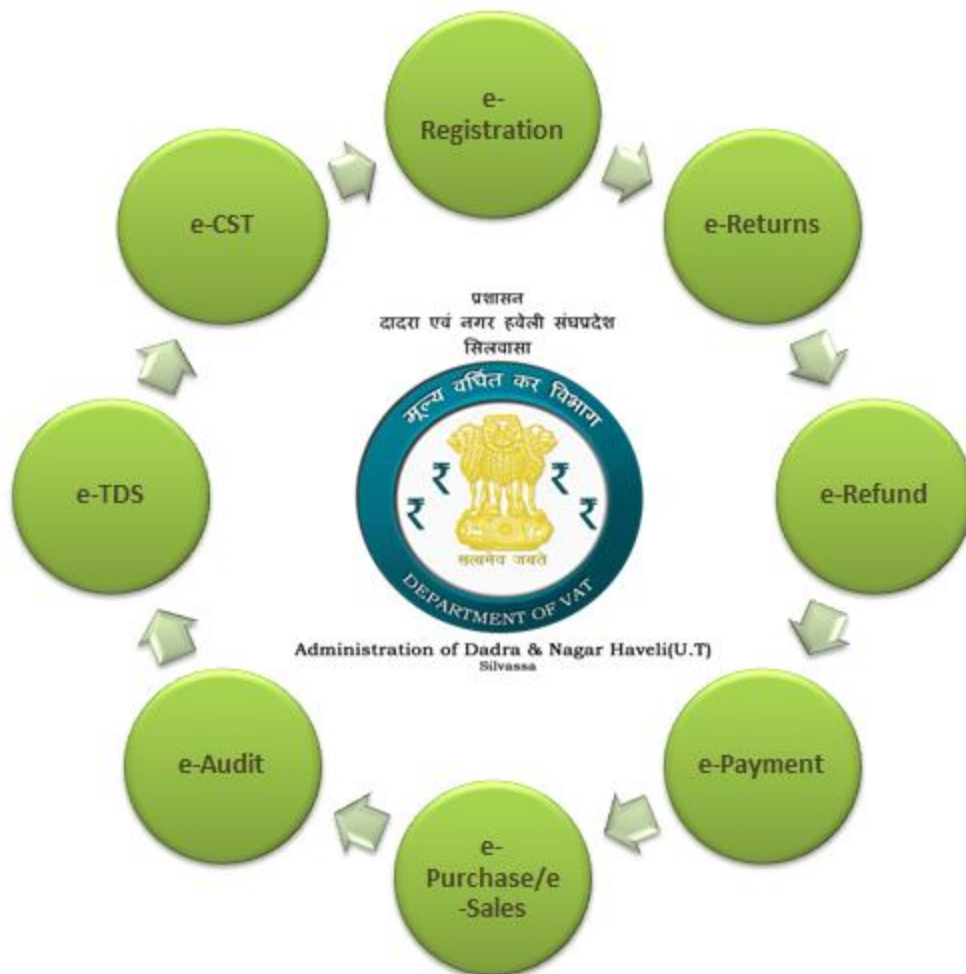 e-
Registration
e-Returns
e-Refund
e-Payment
e-
Purchase/e
-Sales
e-Audit
e-TDS
e-CST
प्रशासन
दादरा एवं नगर हवेली संघप्रदेश
सिलवासा
मूल्य वर्धित कर विभाग
₹ ₹
₹ ₹
सत्यमेव जयते
DEPARTMENT OF VAT
Administration of Dadra & Nagar Haveli(U.T)
Silvassa